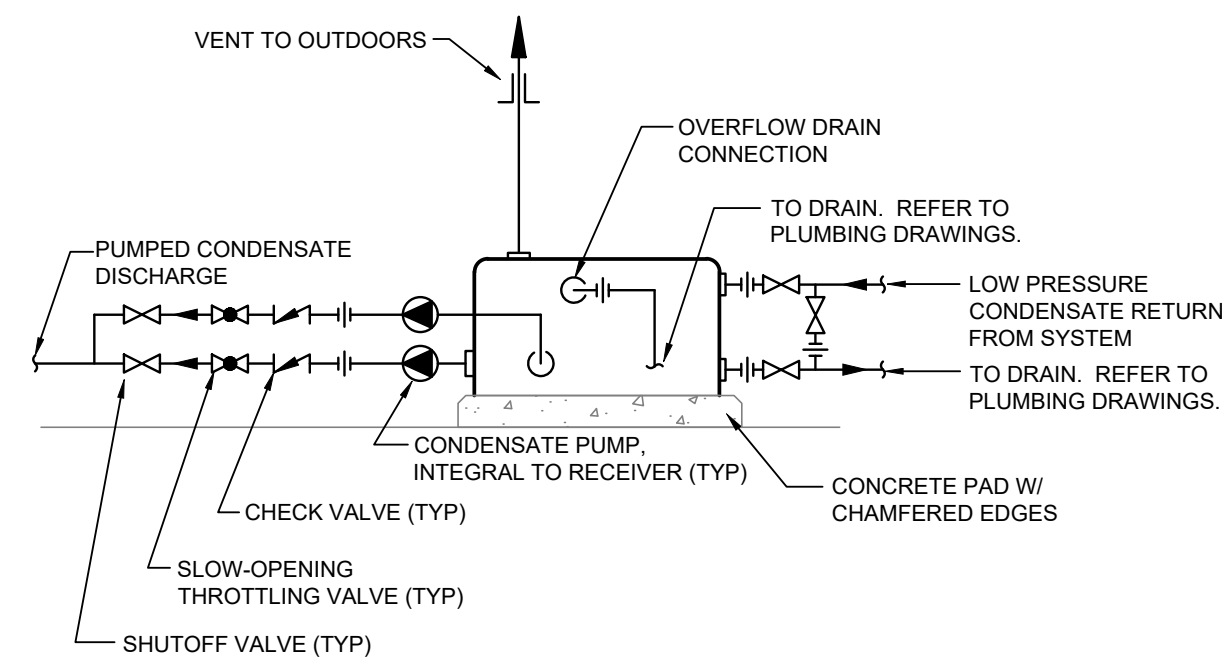 VENT TO OUTDOORS
OVERFLOW DRAIN
CONNECTION
TO DRAIN. REFER TO
PLUMBING DRAWINGS.
PUMPED CONDENSATE
DISCHARGE
LOW PRESSURE
CONDENSATE RETURN
FROM SYSTEM
TO DRAIN. REFER TO
PLUMBING DRAWINGS.
CONDENSATE PUMP,
INTEGRAL TO RECEIVER (TYP)
CONCRETE PAD W/
CHAMFERED EDGES
CHECK VALVE (TYP)
SLOW-OPENING
THROTTLING VALVE (TYP)
SHUTOFF VALVE (TYP)